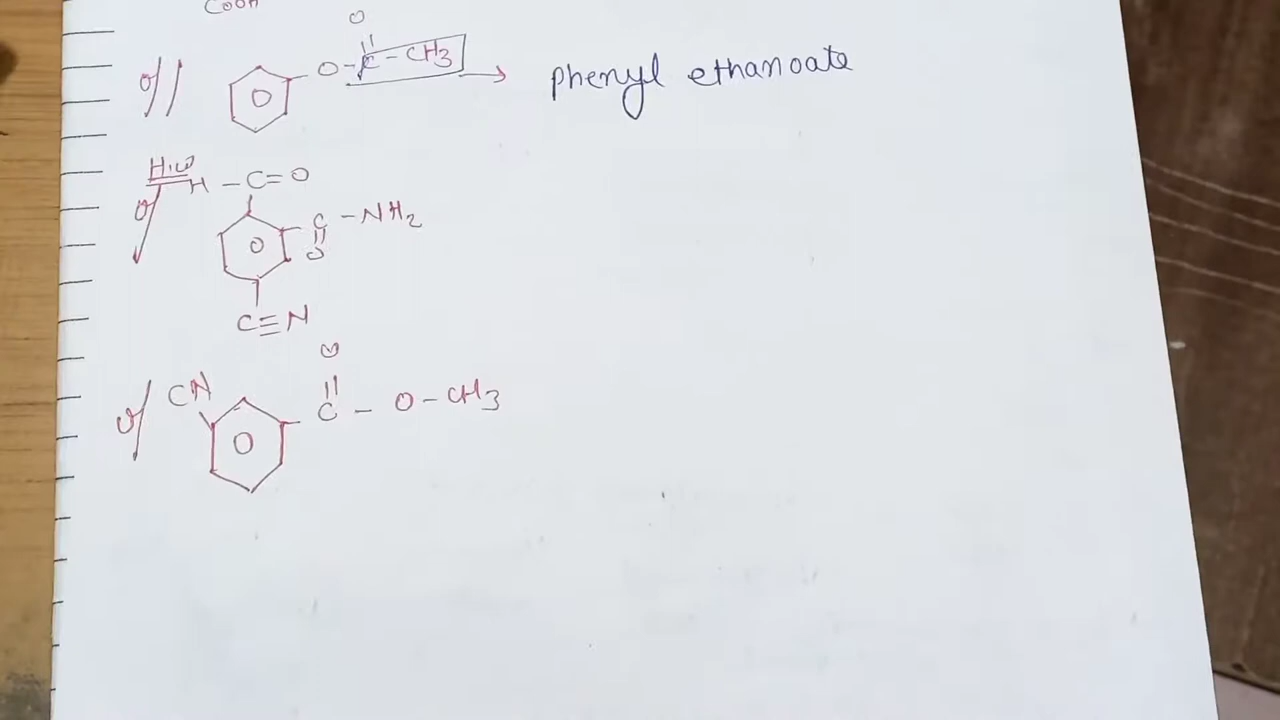 COOH
O
O-C-CH3 → Phenyl ethanoate
H.W
H-C=O
C-NH2
O
C≡N
O
CN C-O-CH3